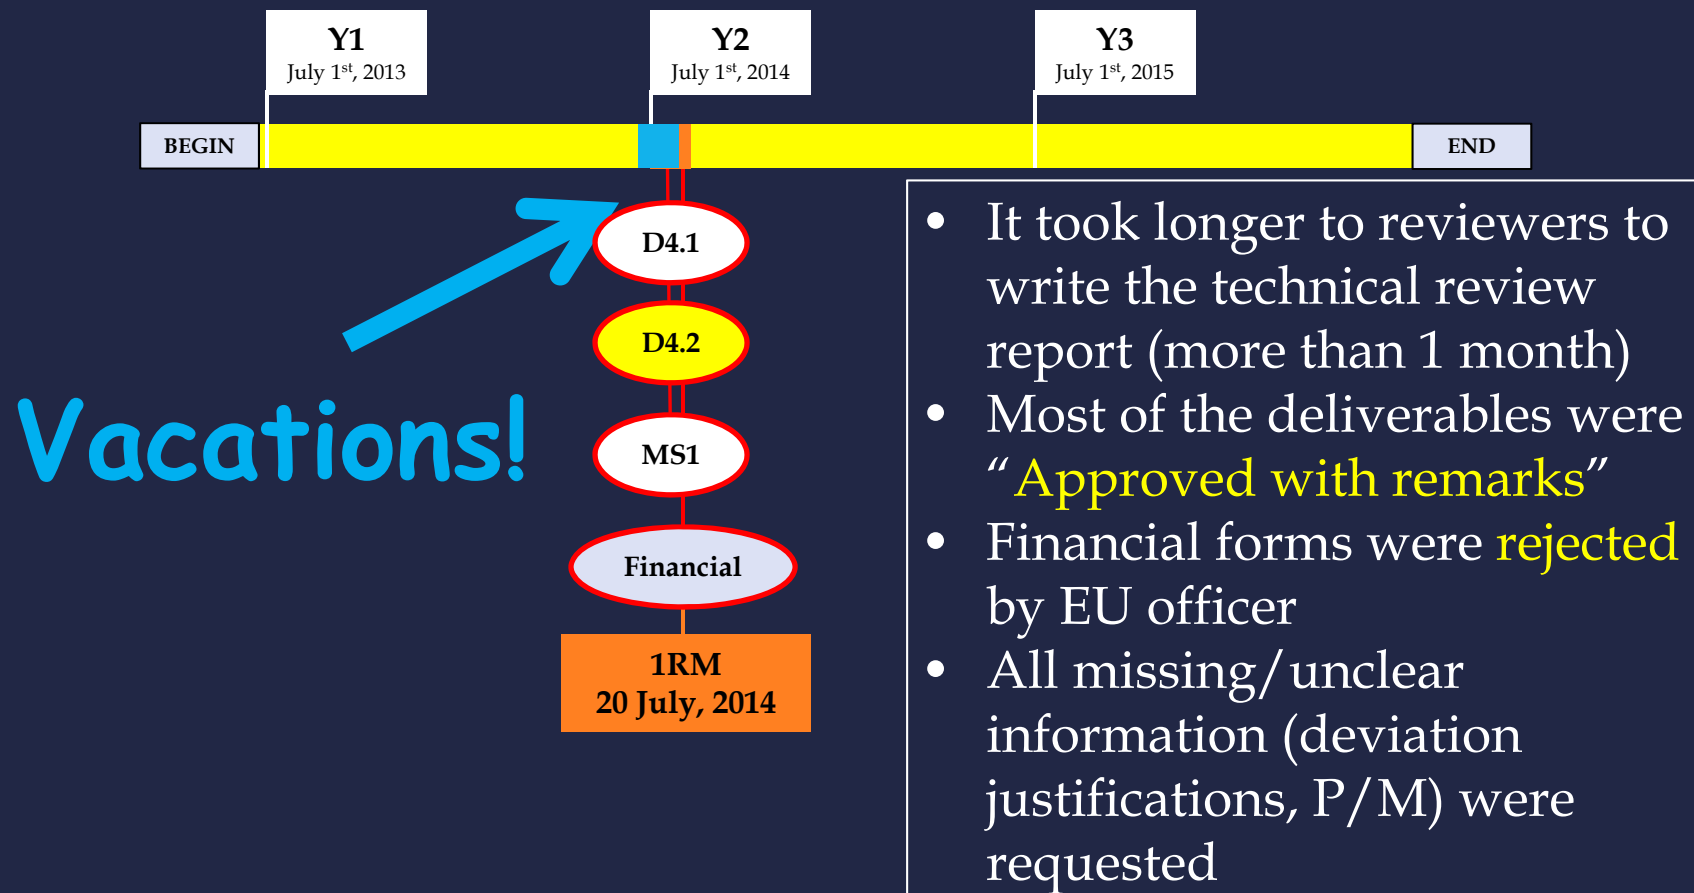 Y1
July 1st, 2013
Y2
July 1st, 2014
Y3
July 1st, 2015
BEGIN
END
D4.1
D4.2
Vacations!
MS1
Financial
1RM
20 July, 2014
• It took longer to reviewers to
write the technical review
report (more than 1 month)
• Most of the deliverables were
“Approved with remarks”
• Financial forms were rejected
by EU officer
• All missing/unclear
information (deviation
justifications, P/M) were
requested